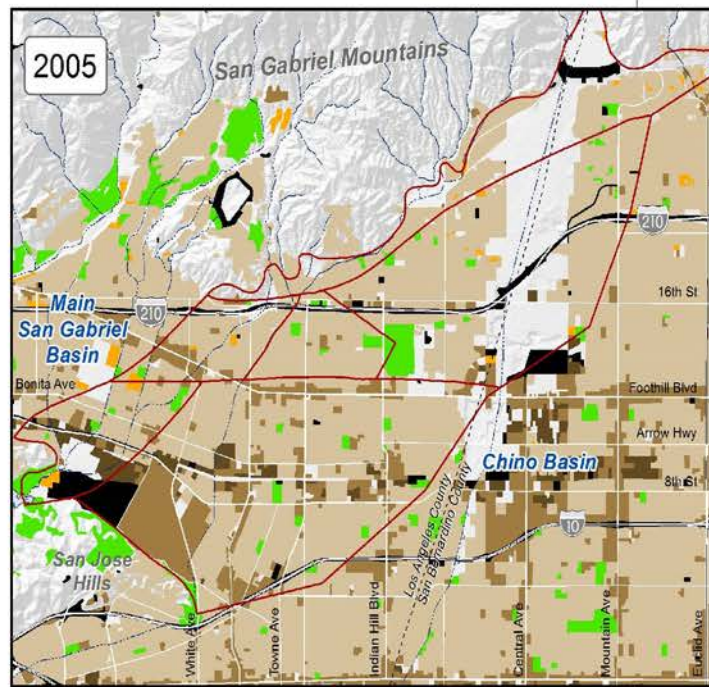 2005
San Gabriel Mountains
210
16th St
Main
San Gabriel
Basin
210
Bonita Ave
Foothill Blvd
Arrow Hwy
Chino Basin
8th St
Los Angeles County
San Bernardino County
10
San Jose
Hills
White Ave
Towne Ave
Indian Hill Blvd
Central Ave
Mountain Ave
Euclid Ave